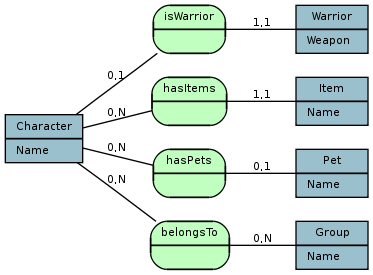 isWarrior
1,1
Warrior
Weapon
0,1
hasItems
1,1
Item
Name
0,N
Character
Name
0,N
hasPets
0,1
Pet
Name
0,N
belongsTo
0,N
Group
Name